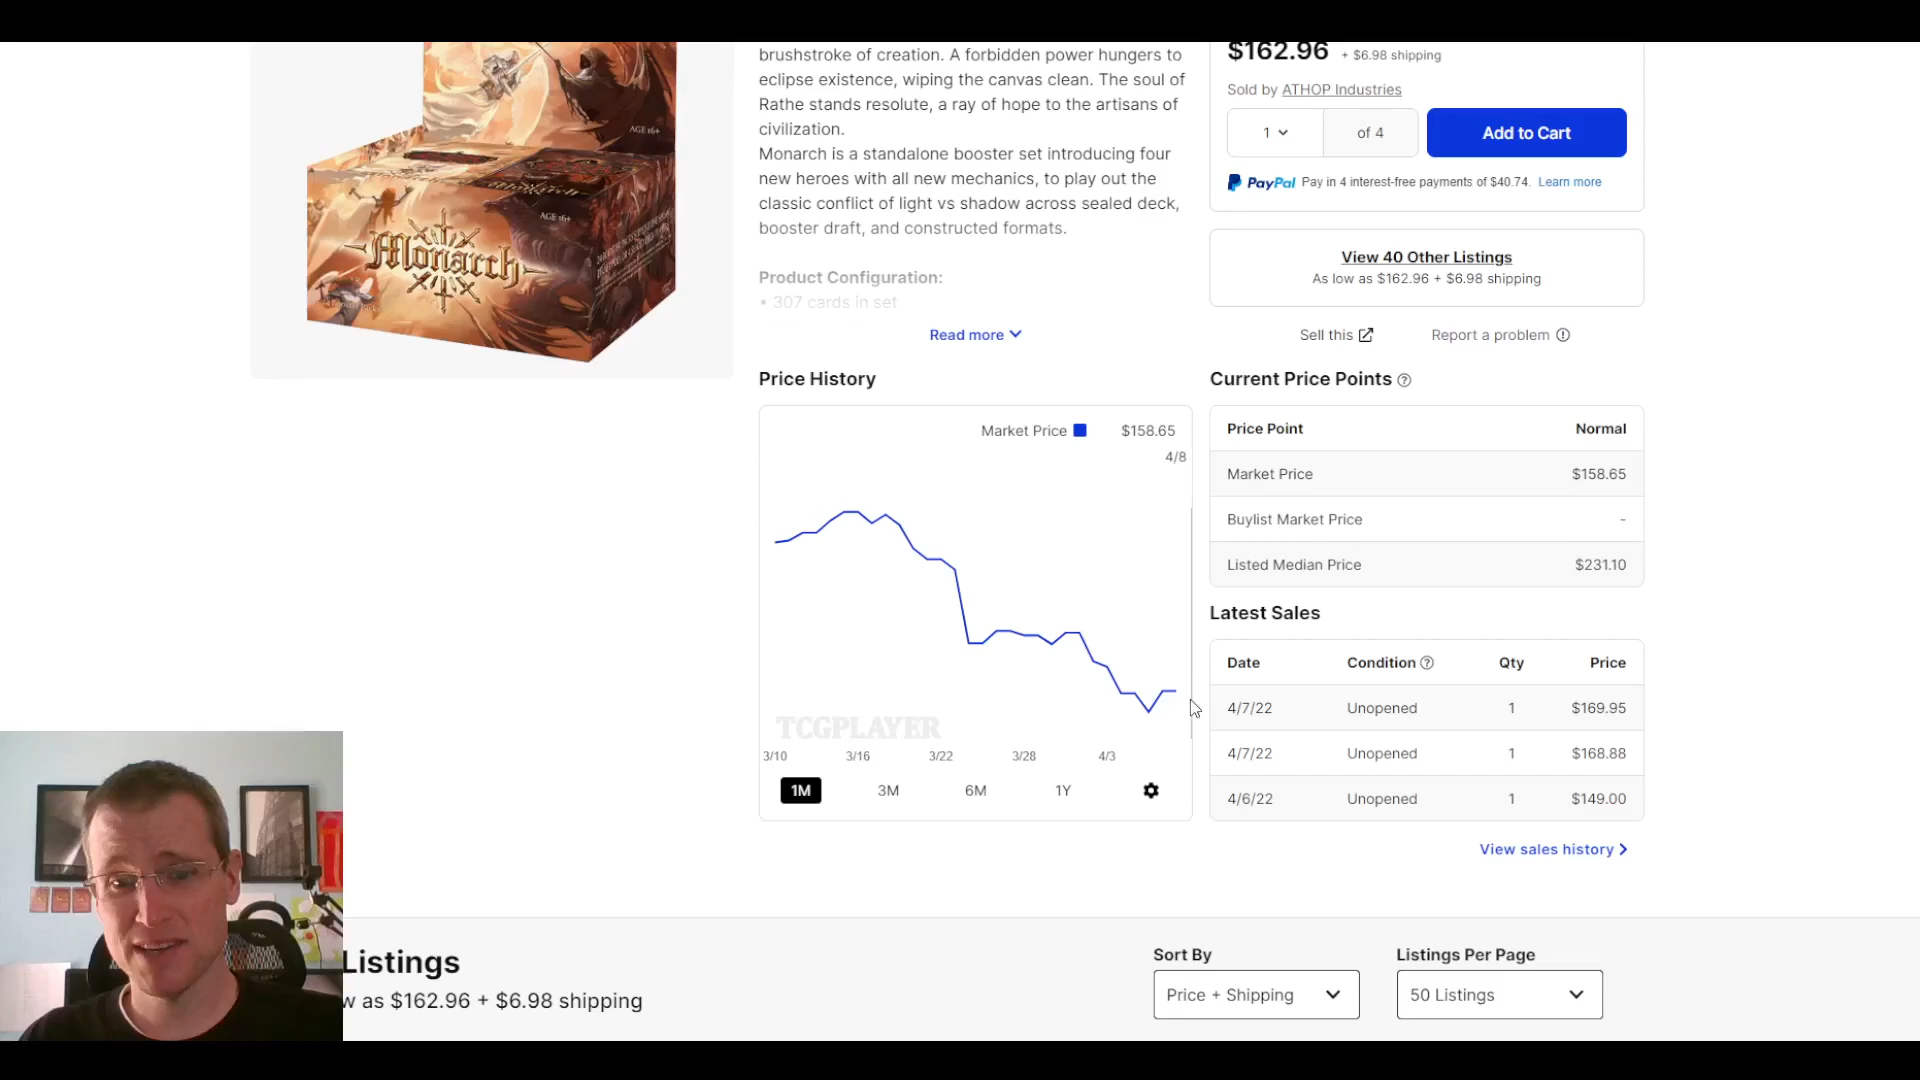 brushstroke of creation. A forbidden power hungers to
eclipse existence, wiping the canvas clean. The soul of
Rathe stands resolute, a ray of hope to the artisans of
civilization.
Monarch is a standalone booster set introducing four
new heroes with all new mechanics, to play out the
classic conflict of light vs shadow across sealed deck,
booster draft, and constructed formats.
Product Configuration:
• 307 cards in set
Read more
AGE 16+
AGE 16+
Monarch
$162.96 + $6.98 shipping
Sold by ATHOP Industries
1 of 4 Add to Cart
PayPal Pay in 4 interest-free payments of $40.74. Learn more
View 40 Other Listings
As low as $162.96 + $6.98 shipping
Sell this Report a problem
Price History
Market Price $158.65
4/8
TCGPLAYER
3/10 3/16 3/22 3/28 4/3
1M 3M 6M 1Y
Current Price Points
Price Point Normal
Market Price $158.65
Buylist Market Price -
Listed Median Price $231.10
Latest Sales
Date Condition Qty Price
4/7/22 Unopened 1 $169.95
4/7/22 Unopened 1 $168.88
4/6/22 Unopened 1 $149.00
View sales history
Listings
w as $162.96 + $6.98 shipping
Sort By
Price + Shipping
Listings Per Page
50 Listings